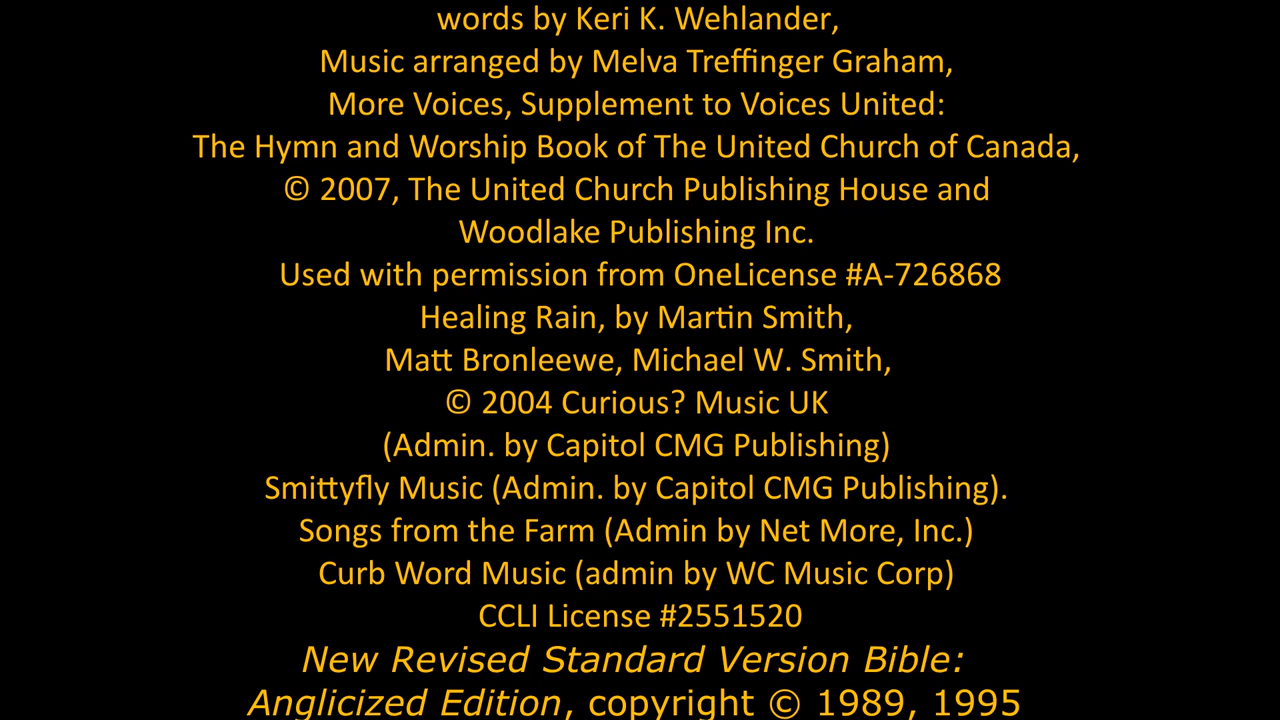 words by Keri K. Wehlander,
Music arranged by Melva Treffinger Graham,
More Voices, Supplement to Voices United:
The Hymn and Worship Book of The United Church of Canada,
© 2007, The United Church Publishing House and
Woodlake Publishing Inc.
Used with permission from OneLicense #A-726868
Healing Rain, by Martin Smith,
Matt Bronleewe, Michael W. Smith,
© 2004 Curious? Music UK
(Admin. by Capitol CMG Publishing)
Smittyfly Music (Admin. by Capitol CMG Publishing).
Songs from the Farm (Admin by Net More, Inc.)
Curb Word Music (admin by WC Music Corp)
CCLI License #2551520
New Revised Standard Version Bible:
Anglicized Edition, copyright © 1989, 1995